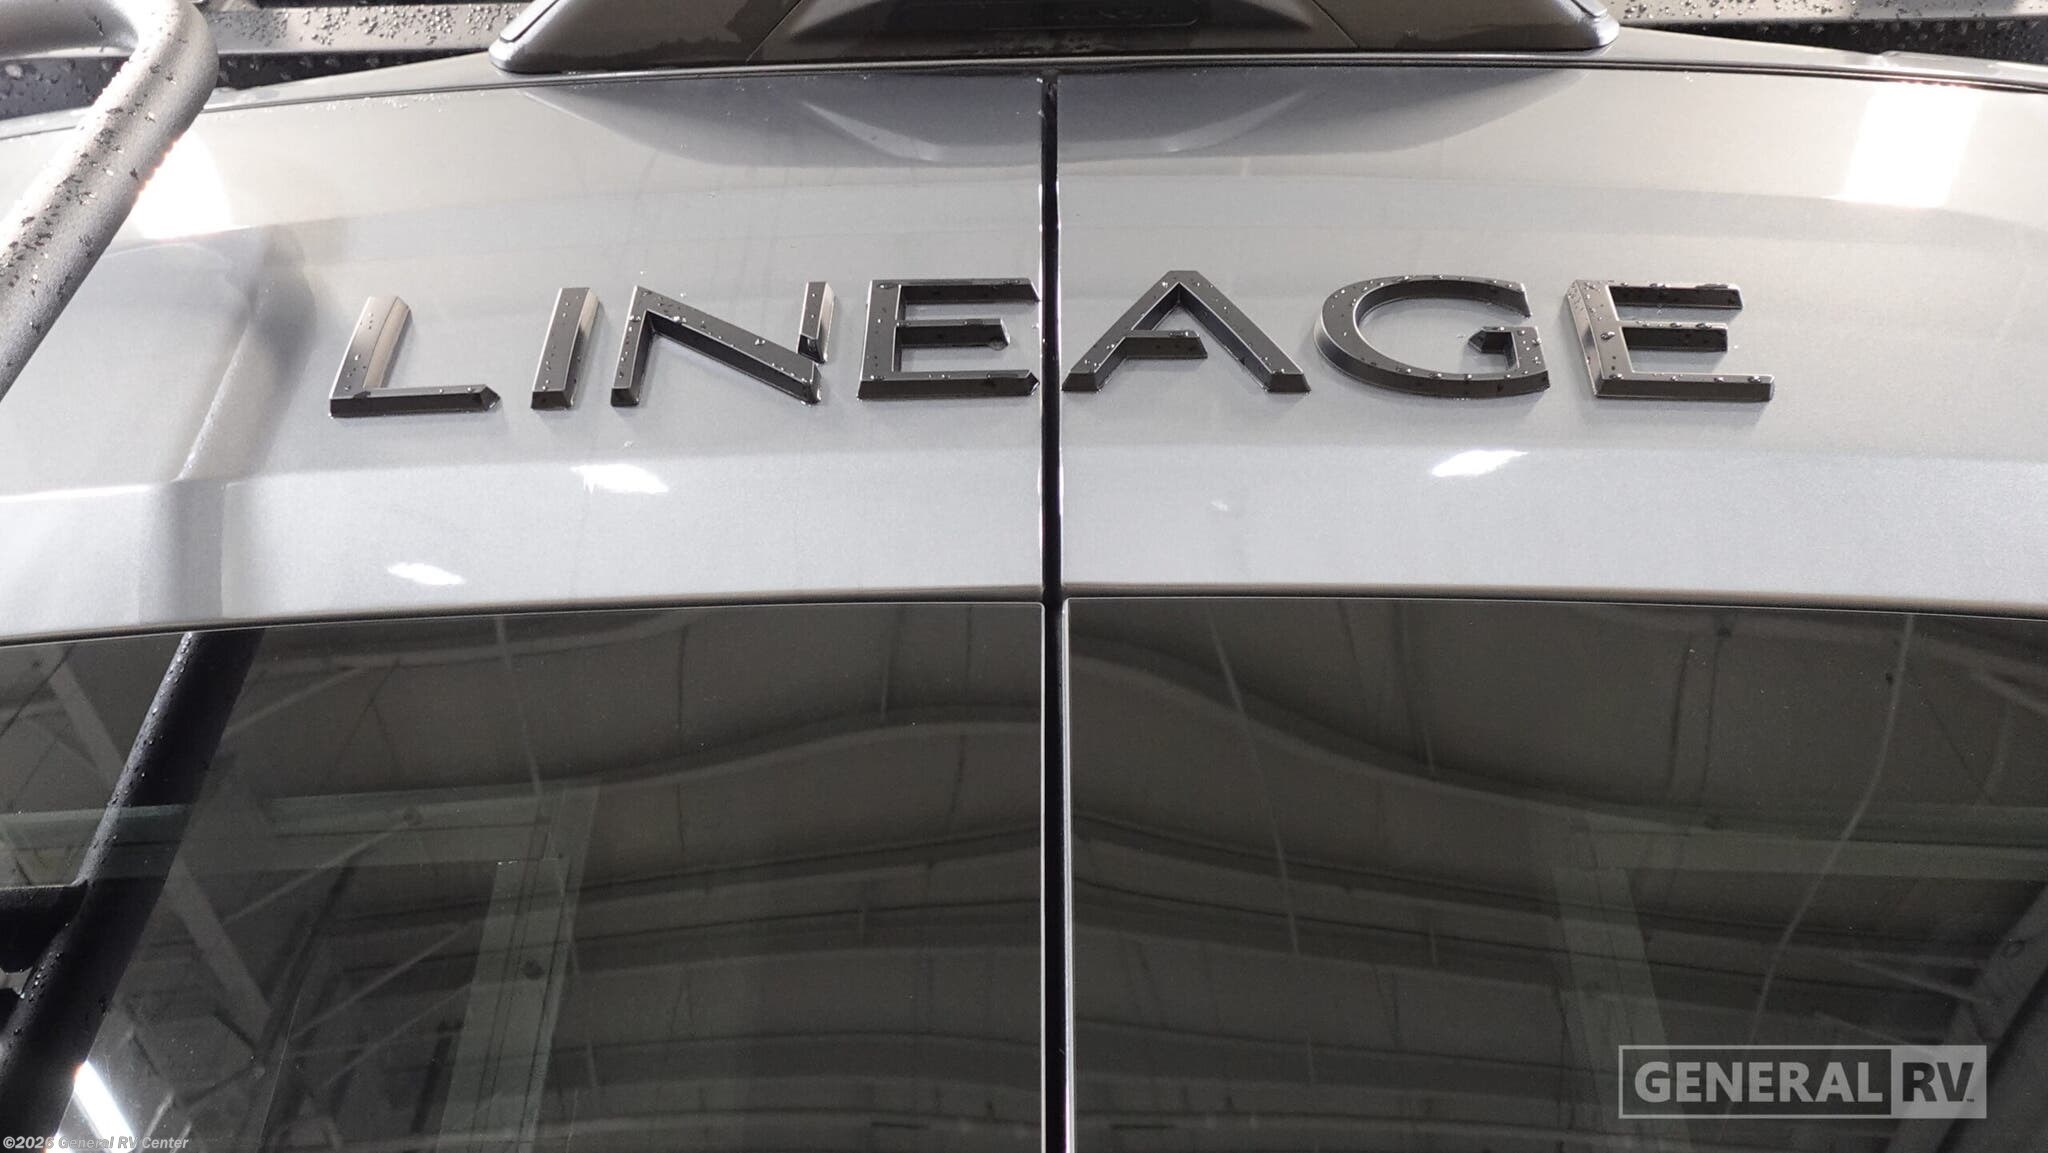 LINEAGE
GENERAL RV
©2026 General RV Center